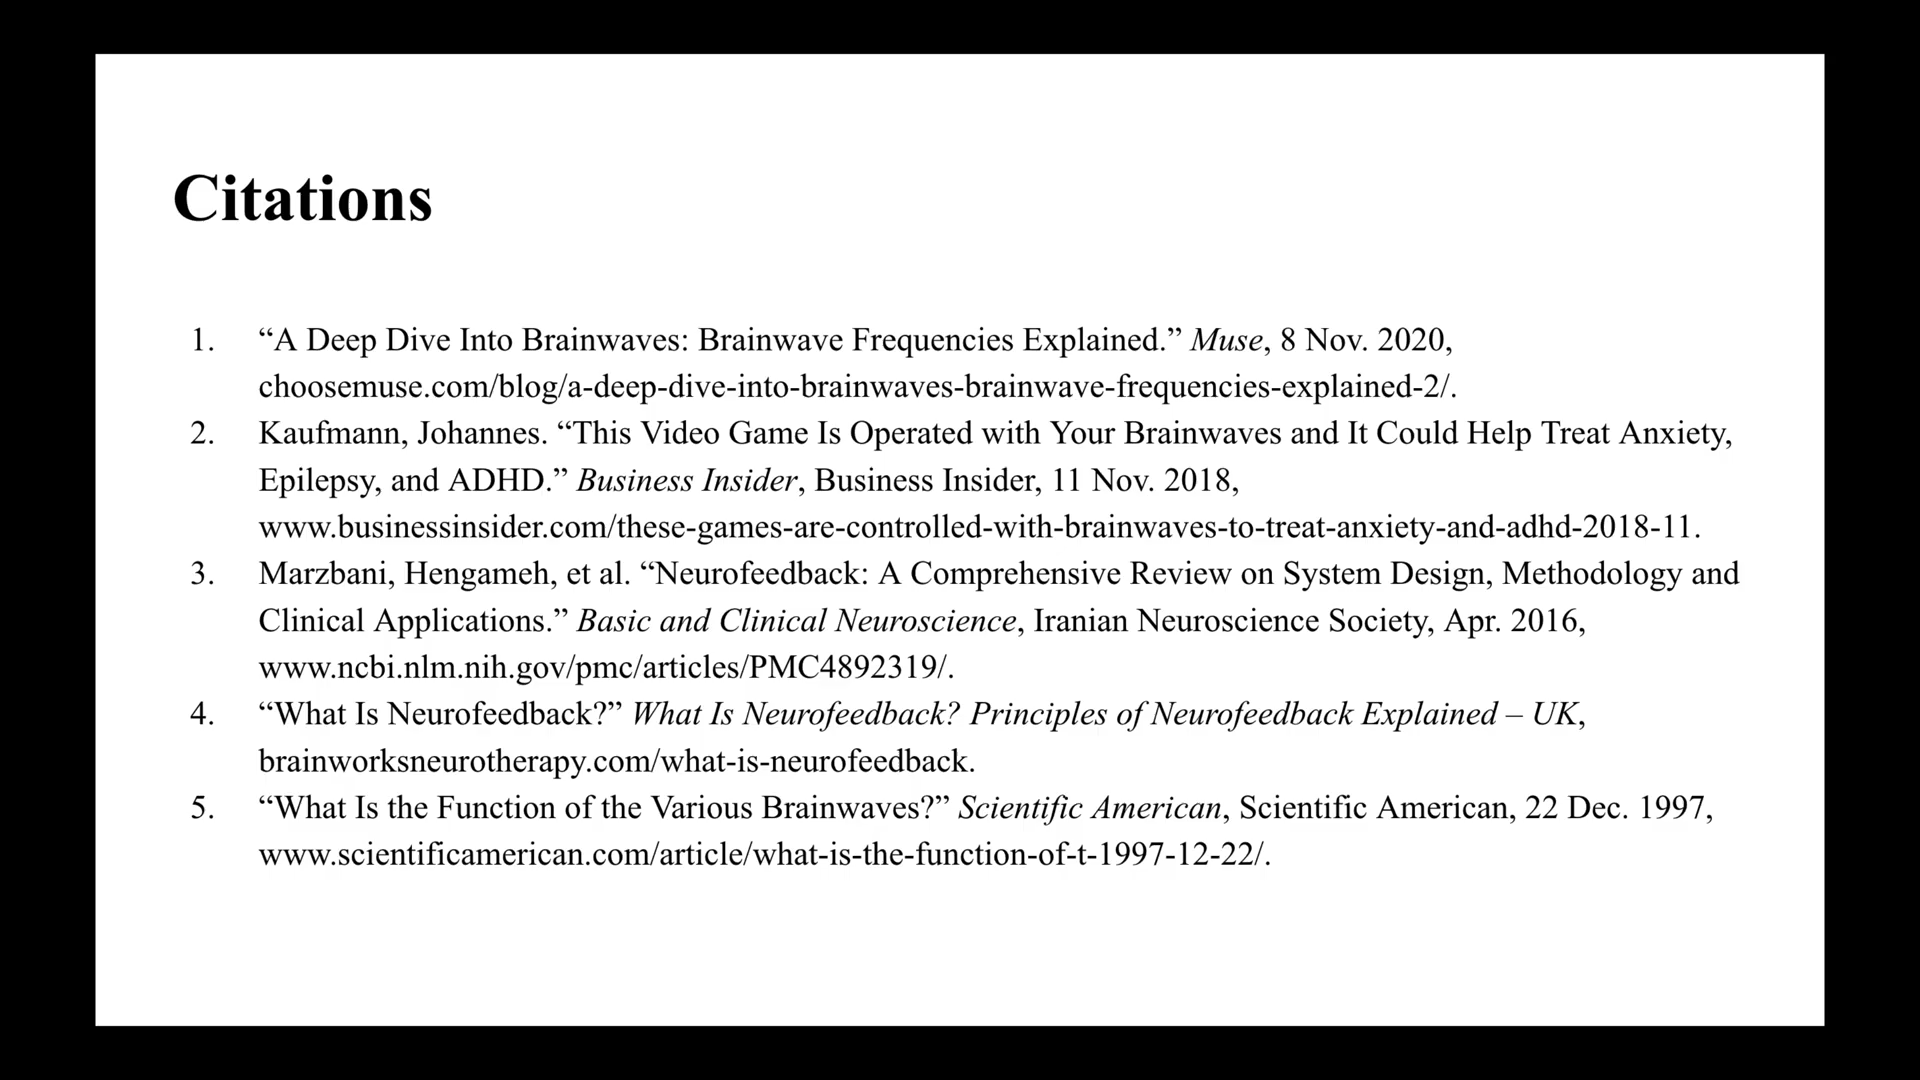 Citations
1. “A Deep Dive Into Brainwaves: Brainwave Frequencies Explained.” Muse, 8 Nov. 2020,
choosemuse.com/blog/a-deep-dive-into-brainwaves-brainwave-frequencies-explained-2/.
2. Kaufmann, Johannes. “This Video Game Is Operated with Your Brainwaves and It Could Help Treat Anxiety,
Epilepsy, and ADHD.” Business Insider, Business Insider, 11 Nov. 2018,
www.businessinsider.com/these-games-are-controlled-with-brainwaves-to-treat-anxiety-and-adhd-2018-11.
3. Marzbani, Hengameh, et al. “Neurofeedback: A Comprehensive Review on System Design, Methodology and
Clinical Applications.” Basic and Clinical Neuroscience, Iranian Neuroscience Society, Apr. 2016,
www.ncbi.nlm.nih.gov/pmc/articles/PMC4892319/.
4. “What Is Neurofeedback?” What Is Neurofeedback? Principles of Neurofeedback Explained – UK,
brainworksneurotherapy.com/what-is-neurofeedback.
5. “What Is the Function of the Various Brainwaves?” Scientific American, Scientific American, 22 Dec. 1997,
www.scientificamerican.com/article/what-is-the-function-of-t-1997-12-22/.